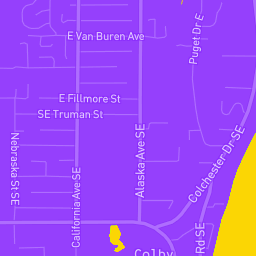 E Van Buren Ave
Puget Dr E
E Fillmore St
SE Truman St
Nebraska St SE
California Ave SE
Alaska Ave SE
Colchester Dr SE
Rd SE
Colby